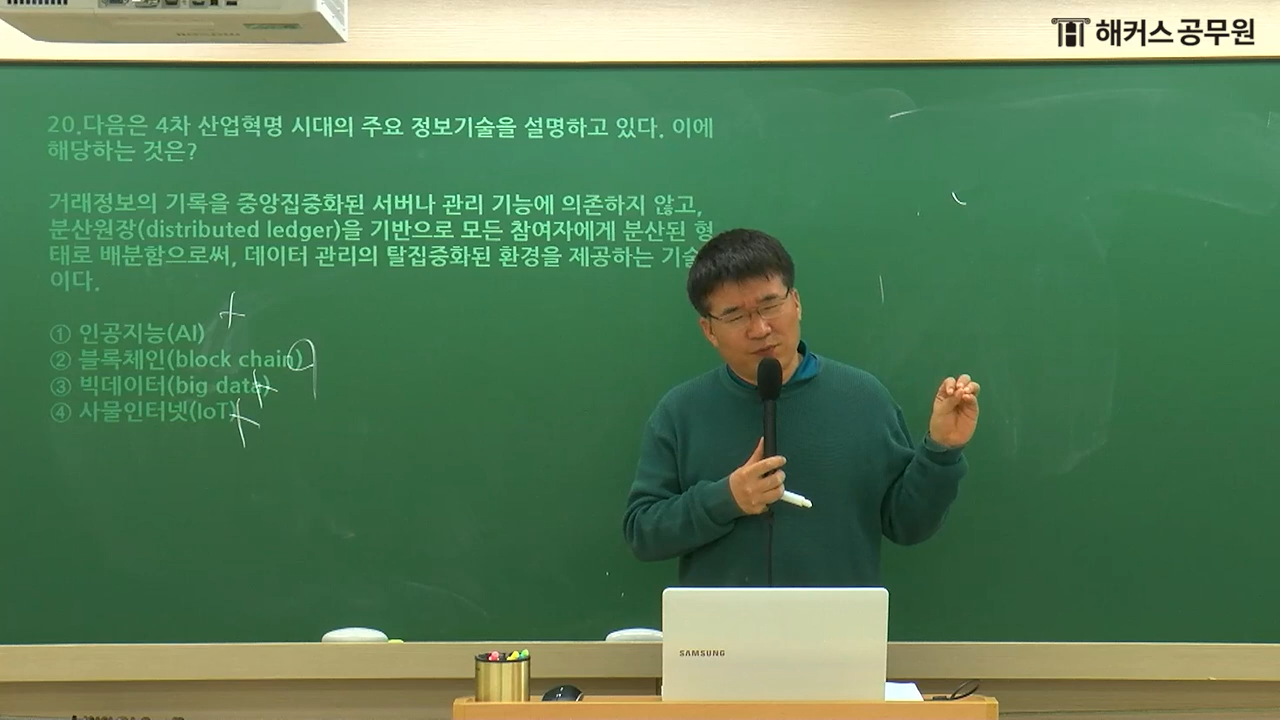 해커스공무원
20.다음은 4차 산업혁명 시대의 주요 정보기술을 설명하고 있다. 이에
해당하는 것은?
거래정보의 기록을 중앙집중화된 서버나 관리 기능에 의존하지 않고,
분산원장(distributed ledger)을 기반으로 모든 참여자에게 분산된 형
태로 배분함으로써, 데이터 관리의 탈집중화된 환경을 제공하는 기술
이다.
① 인공지능(AI)
② 블록체인(block chain)
③ 빅데이터(big data)
④ 사물인터넷(IoT)
SAMSUNG